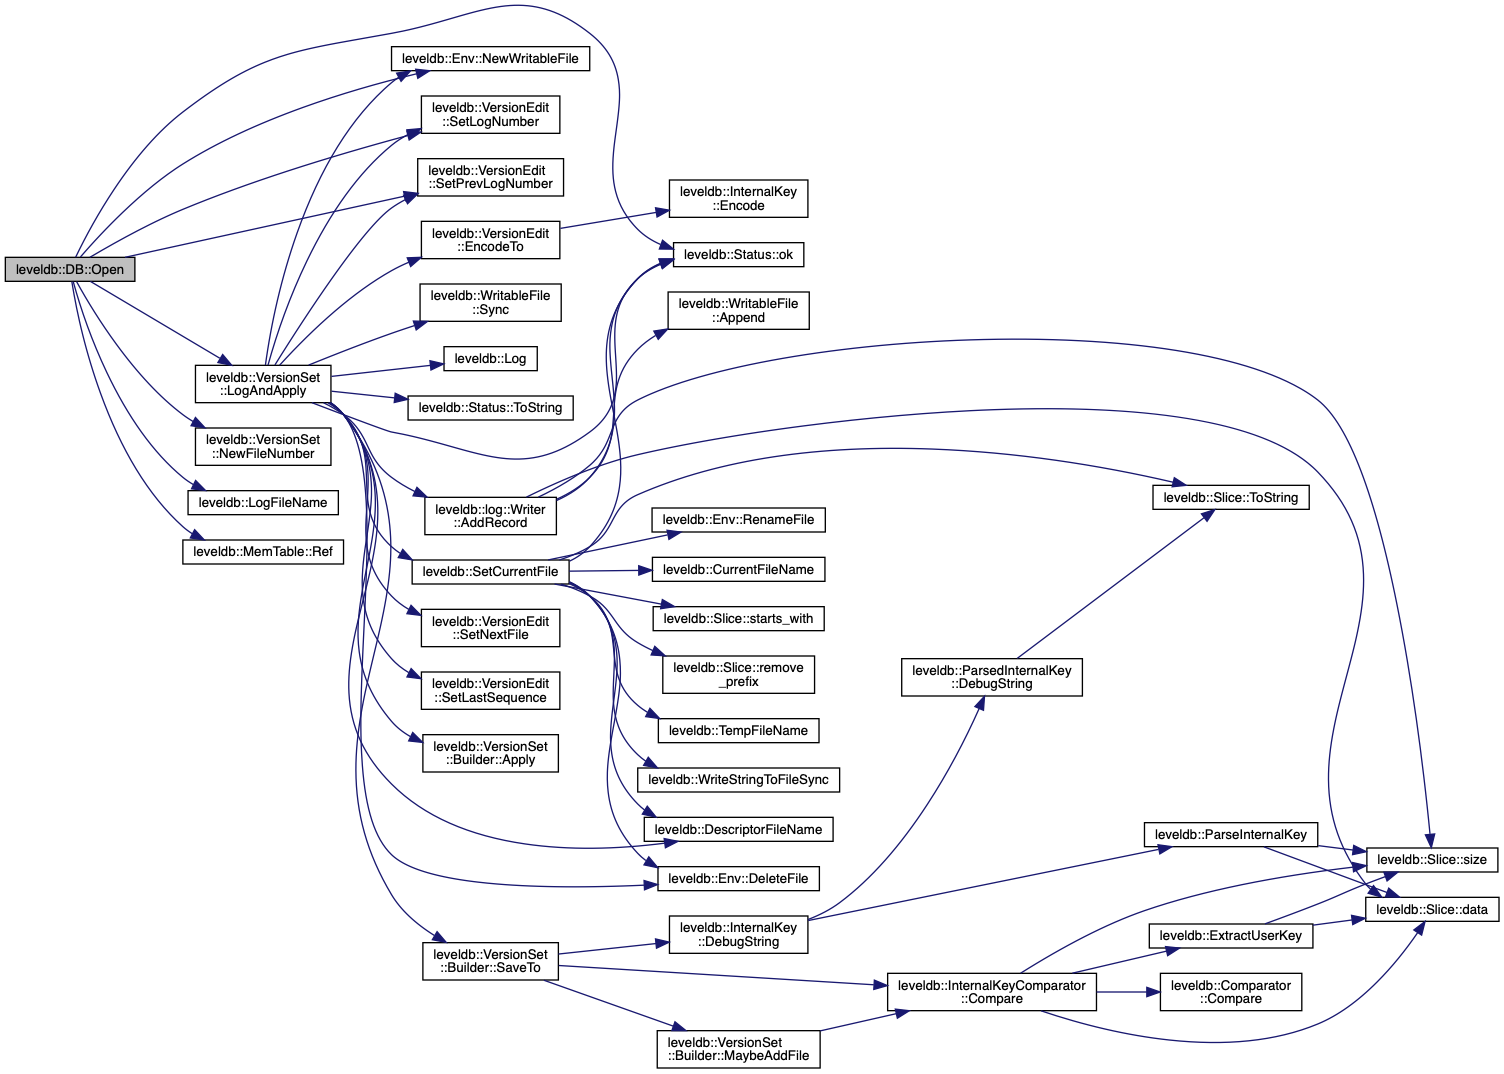 leveldb::DB::Open
leveldb::Env::NewWritableFile
leveldb::VersionEdit
::SetLogNumber
leveldb::VersionEdit
::SetPrevLogNumber
leveldb::VersionEdit
::EncodeTo
leveldb::WritableFile
::Sync
leveldb::Log
leveldb::VersionSet
::LogAndApply
leveldb::Status::ToString
leveldb::VersionSet
::NewFileNumber
leveldb::LogFileName
leveldb::MemTable::Ref
leveldb::log::Writer
::AddRecord
leveldb::SetCurrentFile
leveldb::VersionEdit
::SetNextFile
leveldb::VersionEdit
::SetLastSequence
leveldb::VersionSet
::Builder::Apply
leveldb::VersionSet
::Builder::SaveTo
leveldb::InternalKey
::Encode
leveldb::Status::ok
leveldb::WritableFile
::Append
leveldb::Env::RenameFile
leveldb::CurrentFileName
leveldb::Slice::starts_with
leveldb::Slice::remove
_prefix
leveldb::TempFileName
leveldb::WriteStringToFileSync
leveldb::DescriptorFileName
leveldb::Env::DeleteFile
leveldb::InternalKey
::DebugString
leveldb::VersionSet
::Builder::MaybeAddFile
leveldb::ParsedInternalKey
::DebugString
leveldb::InternalKeyComparator
::Compare
leveldb::Slice::ToString
leveldb::ParseInternalKey
leveldb::ExtractUserKey
leveldb::Comparator
::Compare
leveldb::Slice::size
leveldb::Slice::data